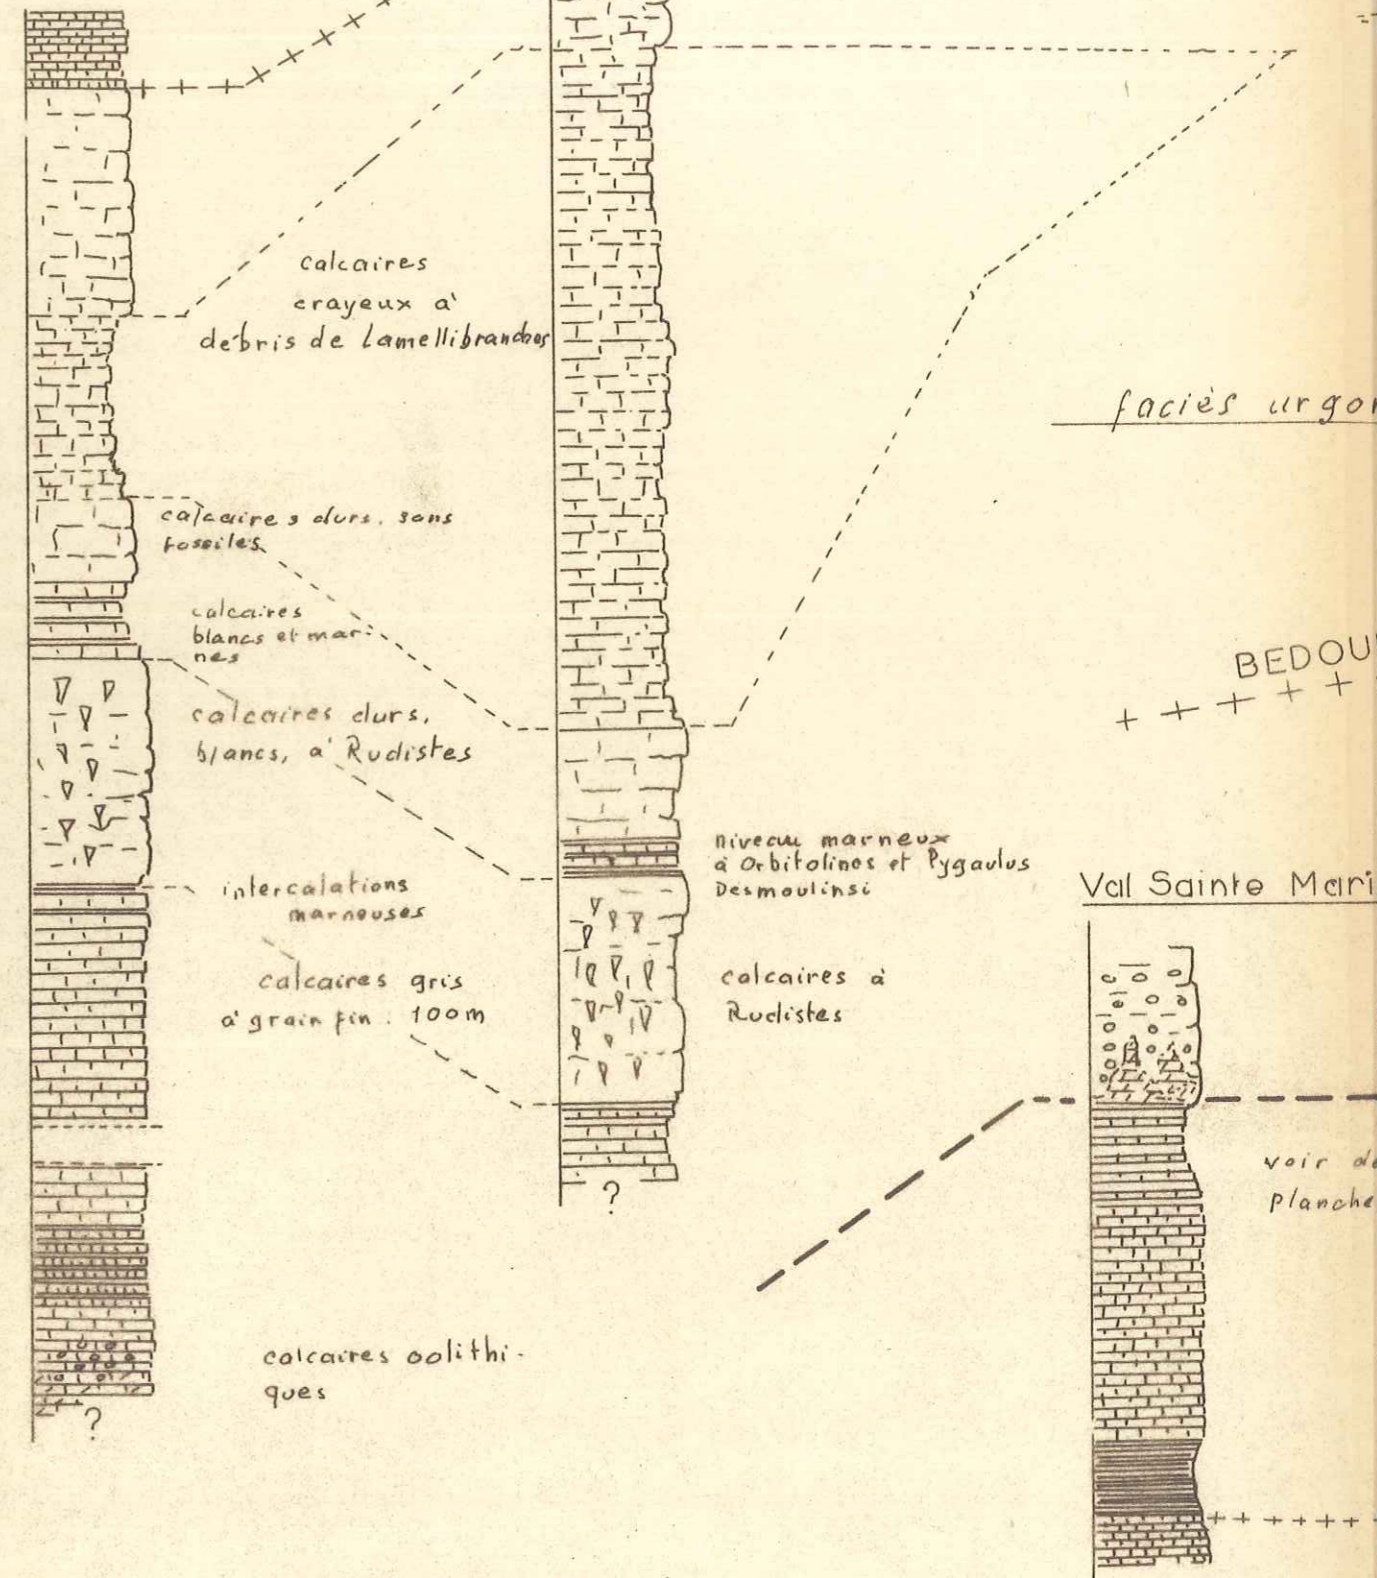 calcaires
crayeux à
débris de Lamellibranches
faciès urgon
calcaires durs, sans
fossiles
calcaires
blancs et mar-
nes
BEDOU
calcaires durs,
blancs, à Rudistes
niveau marneux
à Orbitolines et Pygaulus
Desmoulinsi
Val Sainte Mari
intercalations
marneuses
calcaires gris
à grain fin. 100m
calcaires à
Rudistes
voir de
planche
?
calcaires oolithi-
ques
?